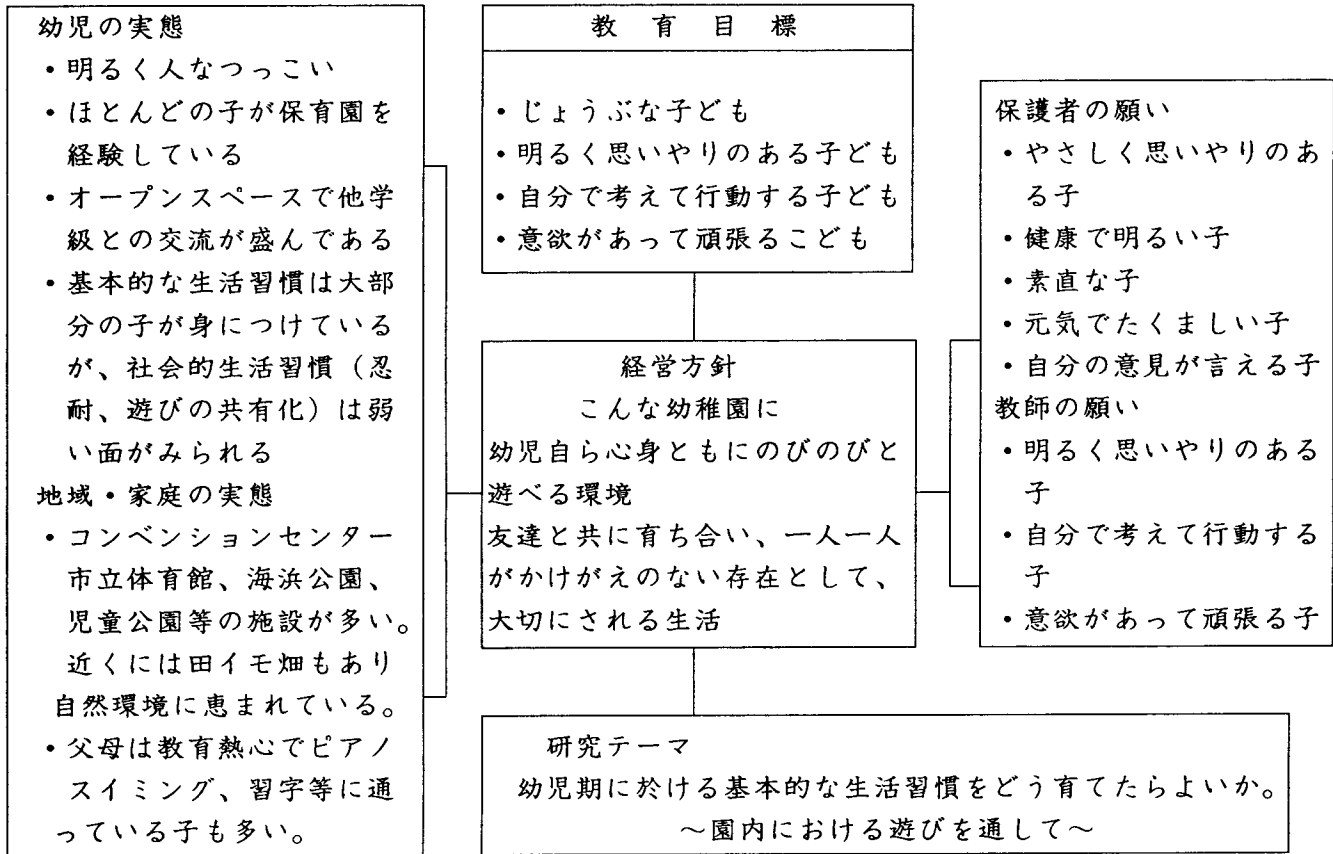 幼児の実態
・明るく人なつっこい
・ほとんどの子が保育園を
経験している
・オープンスペースで他学
級との交流が盛んである
・基本的な生活習慣は大部
分の子が身につけている
が、社会的生活習慣（忍
耐、遊びの共有化）は弱
い面がみられる
地域・家庭の実態
・コンベンションセンター
市立体育館、海浜公園、
児童公園等の施設が多い。
近くには田イモ畑もあり
自然環境に恵まれている。
・父母は教育熱心でピアノ
スイミング、習字等に通
っている子も多い。
教育目標
・じょうぶな子ども
・明るく思いやりのある子ども
・自分で考えて行動する子ども
・意欲があって頑張るこども
経営方針
こんな幼稚園に
幼児自ら心身ともにのびのびと
遊べる環境
友達と共に育ち合い、一人一人
がかけがえのない存在として、
大切にされる生活
保護者の願い
・やさしく思いやりのあ
る子
・健康で明るい子
・素直な子
・元気でたくましい子
・自分の意見が言える子
教師の願い
・明るく思いやりのある
子
・自分で考えて行動する
子
・意欲があって頑張る子
研究テーマ
幼児期に於ける基本的な生活習慣をどう育てたらよいか。
～園内における遊びを通して～